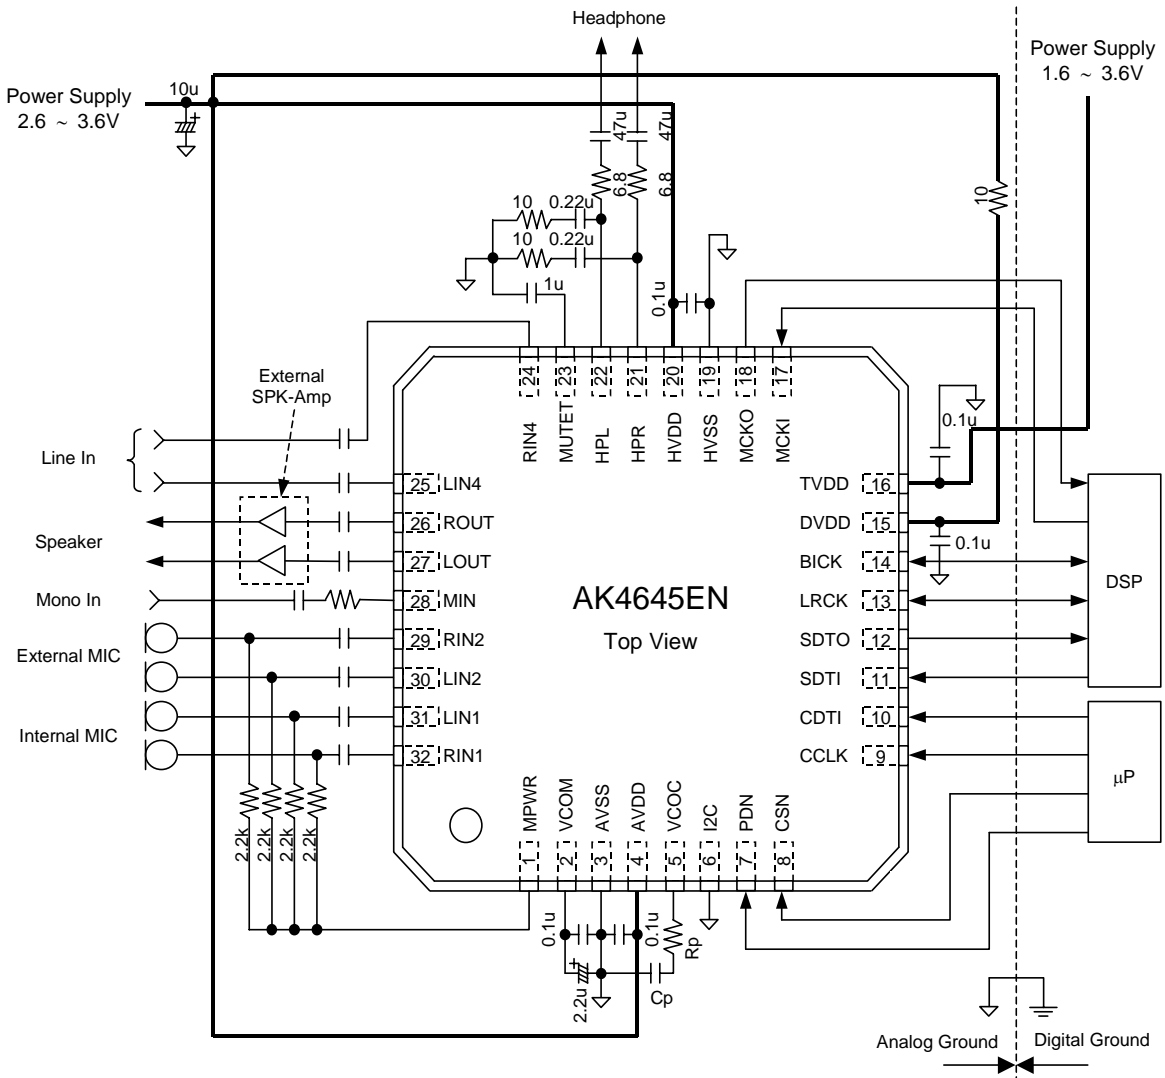 Headphone
Power Supply
1.6 ~ 3.6V
Power Supply
2.6 ~ 3.6V
10u
47u
47u
6.8
6.8
10
10
0.22u
10
0.22u
1u
0.1u
External
SPK-Amp
24
23
22
21
20
19
18
17
RIN4
MUTET
HPL
HPR
HVDD
HVSS
MCKO
MCKI
0.1u
Line In
25 LIN4
TVDD 16
Speaker
26 ROUT
DVDD 15
0.1u
27 LOUT
BICK 14
DSP
Mono In
28 MIN
AK4645EN
LRCK 13
Top View
External MIC
29 RIN2
SDTO 12
30 LIN2
SDTI 11
Internal MIC
31 LIN1
CDTI 10
32 RIN1
CCLK 9
μP
MPWR
VCOM
AVSS
AVDD
VCOC
I2C
PDN
CSN
1
2
3
4
5
6
7
8
2.2k
2.2k
2.2k
2.2k
0.1u
0.1u
Rp
2.2u
Cp
Analog Ground
Digital Ground